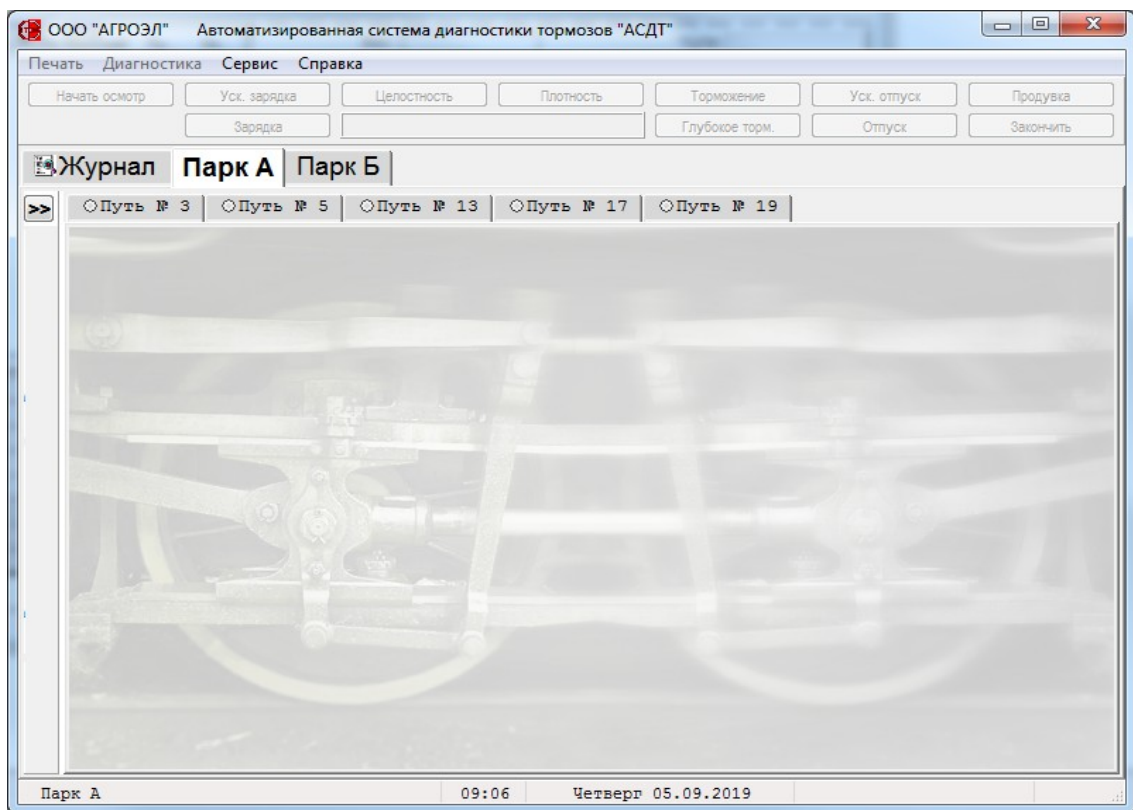 ООО "АГРОЭЛ" Автоматизированная система диагностики тормозов "АСДТ"
Печать Диагностика Сервис Справка
Начать осмотр Уск. зарядка Целостность Плотность Торможение Уск. отпуск Продувка
Зарядка Глубокое торм. Отпуск Закончить
Журнал Парк А Парк Б
>> Путь № 3 Путь № 5 Путь № 13 Путь № 17 Путь № 19
Парк А 09:06 Четверг 05.09.2019